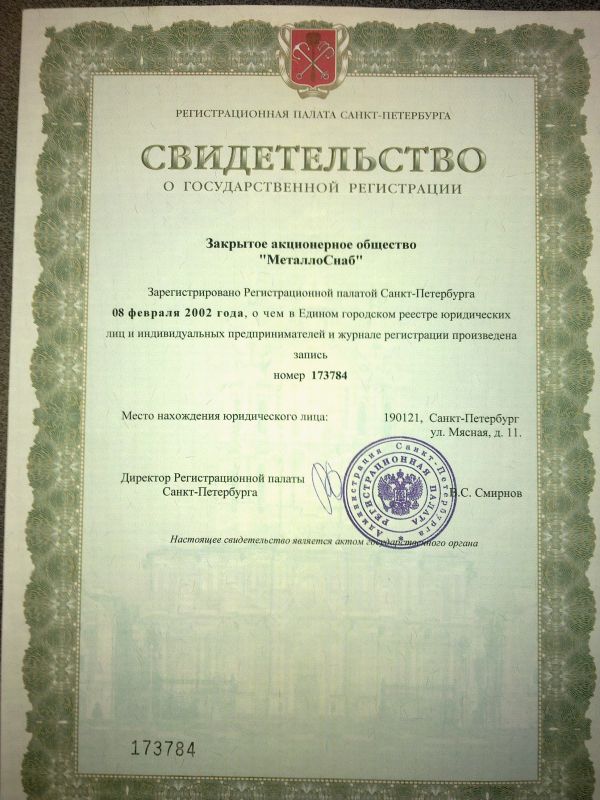 РЕГИСТРАЦИОННАЯ ПАЛАТА САНКТ-ПЕТЕРБУРГА
СВИДЕТЕЛЬСТВО
О ГОСУДАРСТВЕННОЙ РЕГИСТРАЦИИ
Закрытое акционерное общество
"МеталлоСнаб"
Зарегистрировано Регистрационной палатой Санкт-Петербурга
08 февраля 2002 года, о чем в Едином городском реестре юридических
лиц и индивидуальных предпринимателей и журнале регистрации произведена
запись
номер 173784
Место нахождения юридического лица: 190121, Санкт-Петербург
ул. Мясная, д. 11.
Директор Регистрационной палаты
Санкт-Петербурга
В.С. Смирнов
Администрация Санкт-Петербурга
РЕГИСТРАЦИОННАЯ ПАЛАТА
Настоящее свидетельство является актом государственного органа
173784